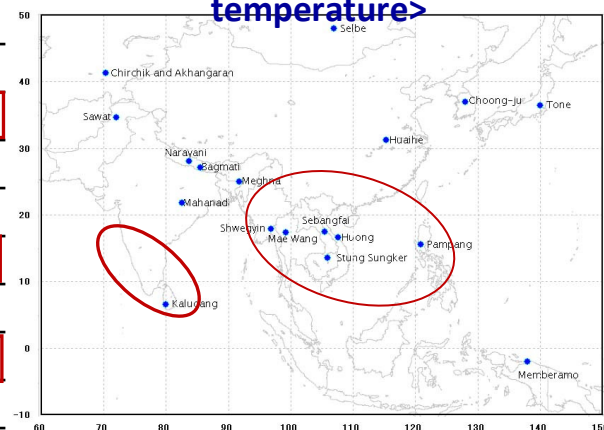 temperature>
50
Selbe
Chirchik and Akhangaran
40
Choong-ju
Tone
Sawat
Huaihe
30
Narayani
Bagmati
Meghna
Mahanadi
20
Shwegyin
Sebangfai
Mae Wang
Huong
Pampang
Stung Sungker
10
Kalugang
0
Memberamo
-10
60
70
80
90
100
110
120
130
140